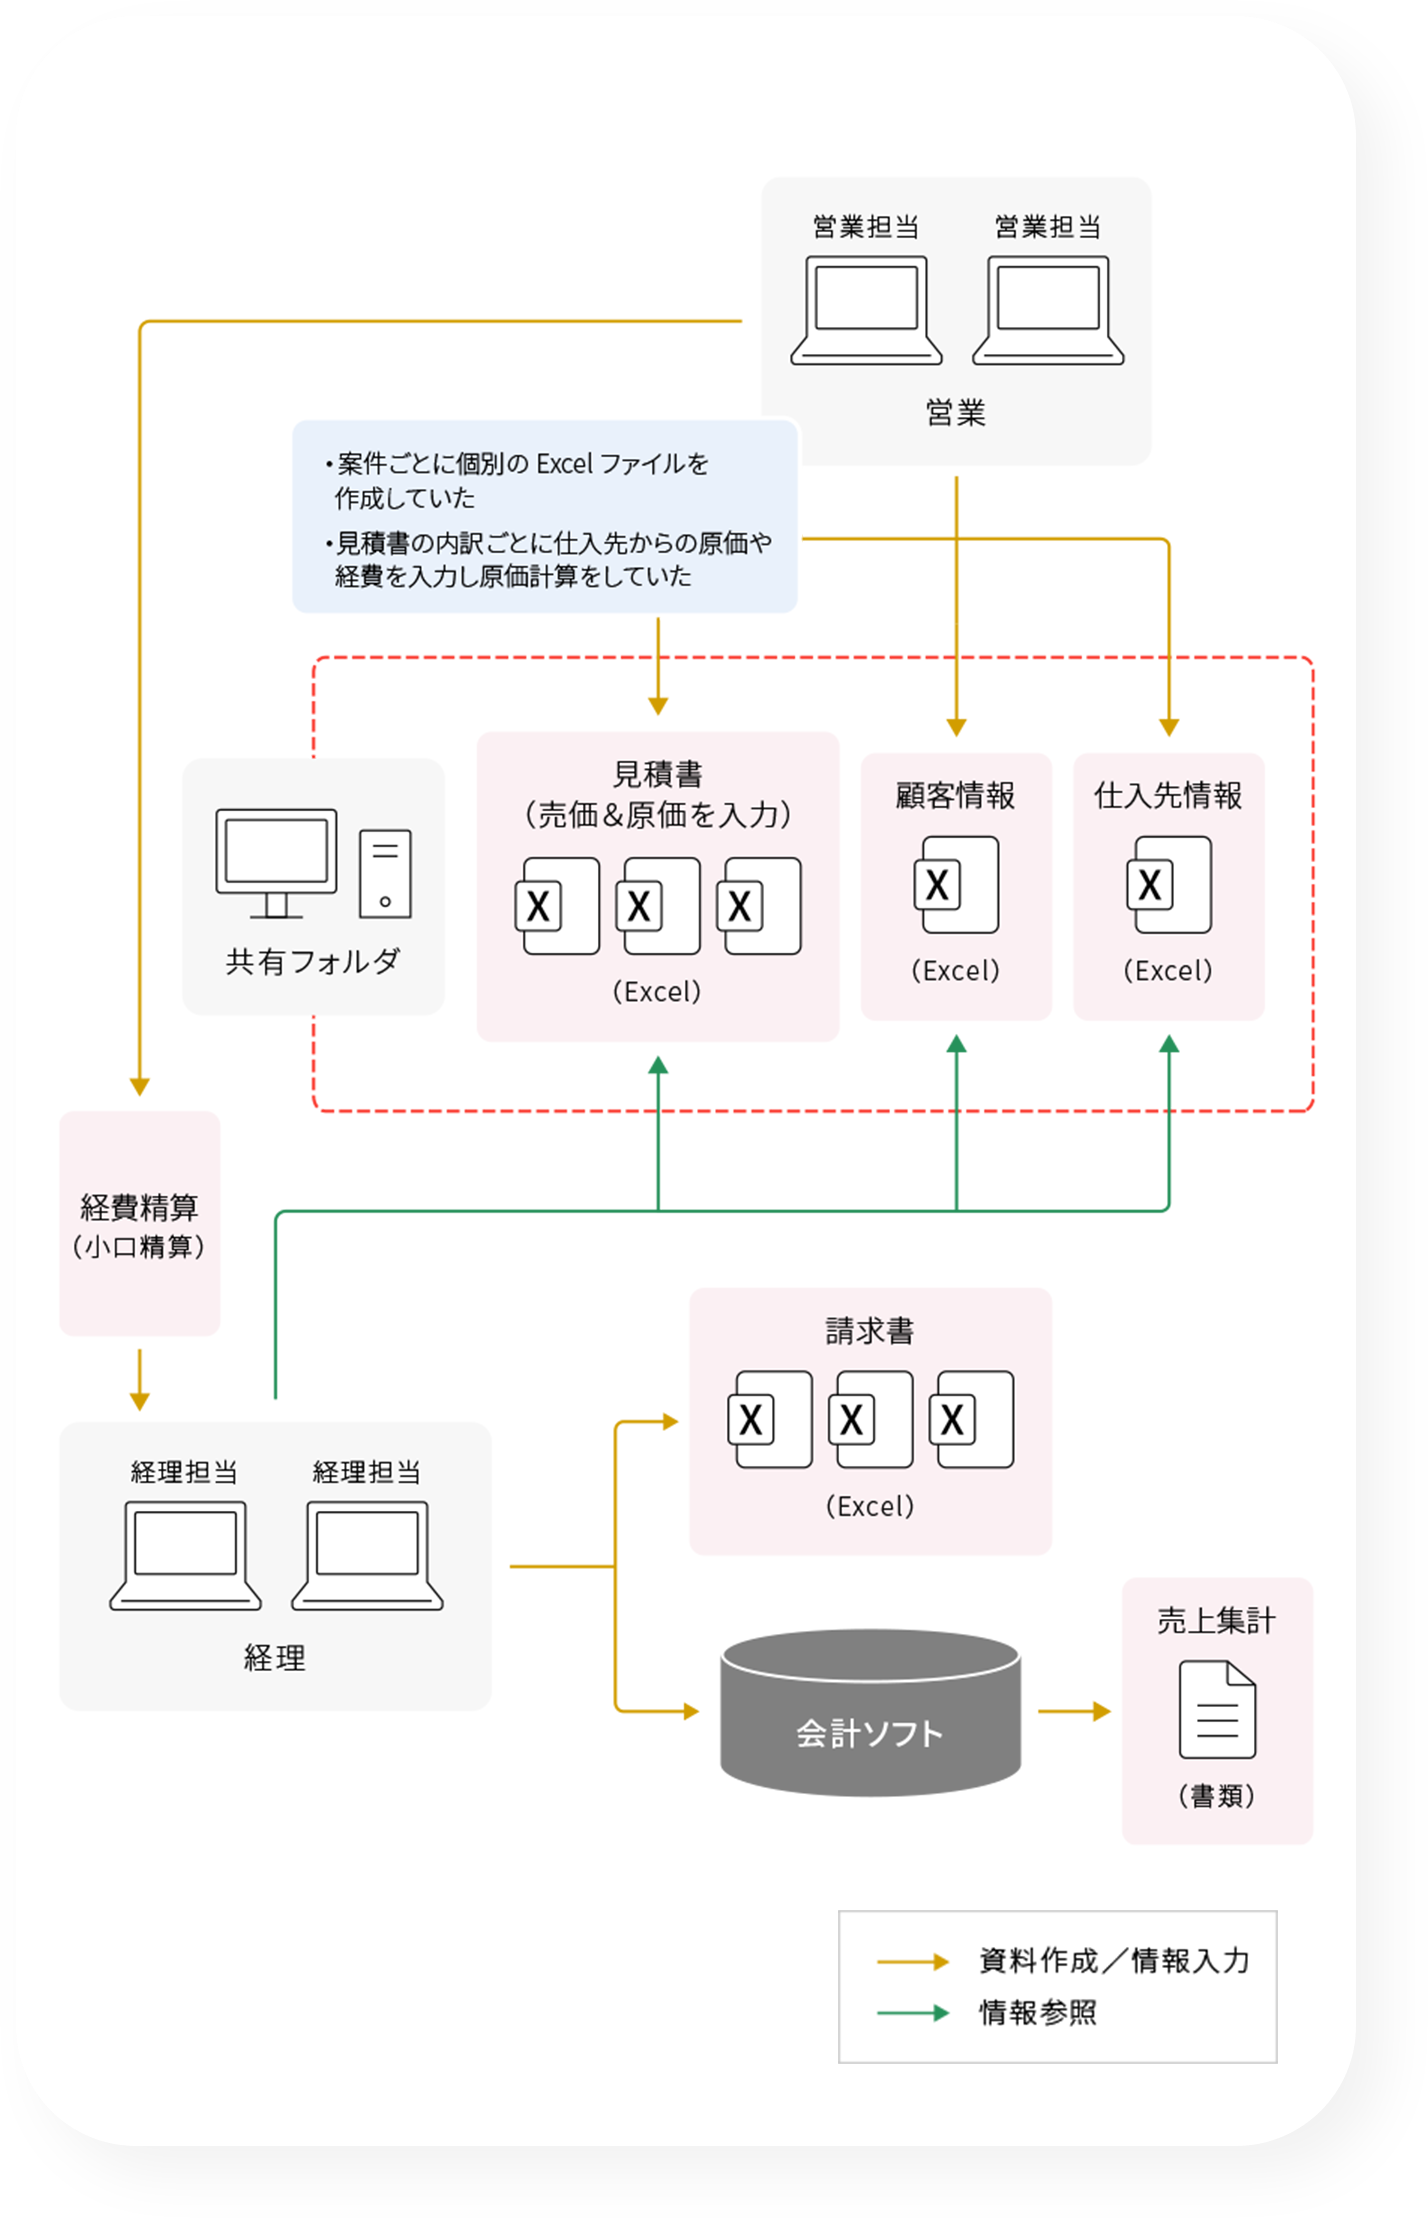 営業担当
営業担当
営業
・案件ごとに個別の Excel ファイルを
作成していた
・見積書の内訳ごとに仕入先からの原価や
経費を入力し原価計算をしていた
共有フォルダ
見積書
（売価＆原価を入力）
X
X
X
（Excel）
顧客情報
X
（Excel）
仕入先情報
X
（Excel）
経費精算
（小口精算）
経理担当
経理担当
経理
請求書
X
X
X
（Excel）
会計ソフト
売上集計
（書類）
資料作成／情報入力
情報参照